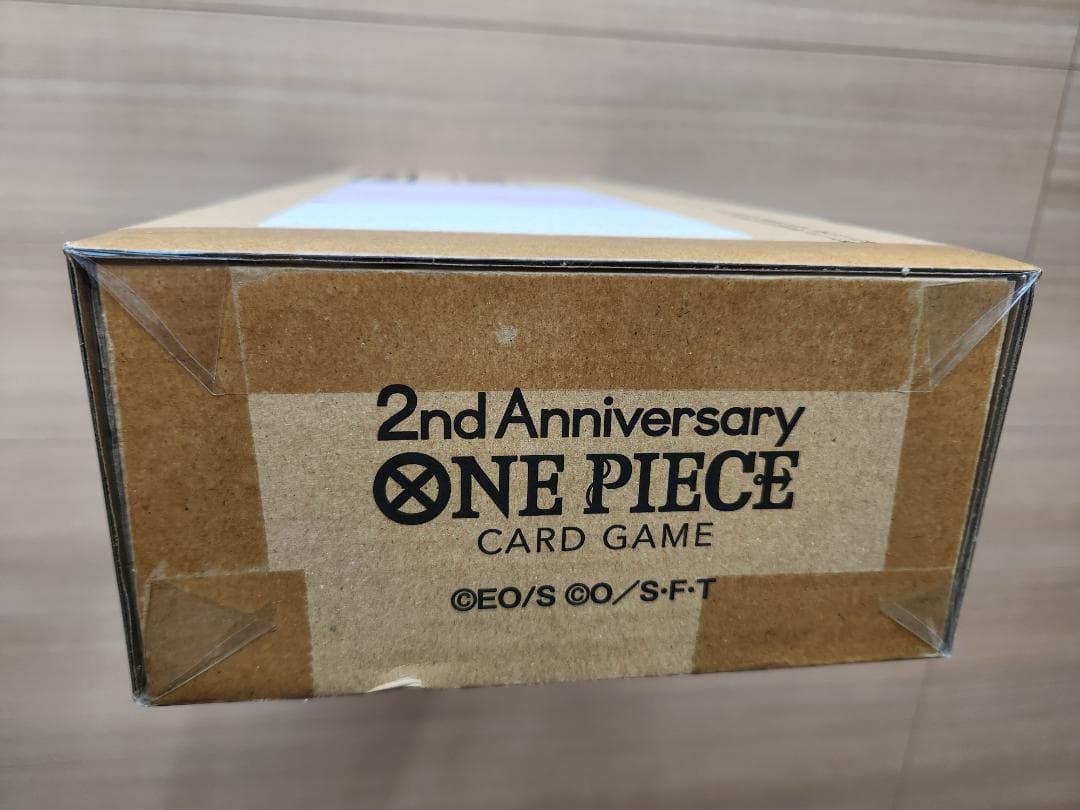 2nd Anniversary
ONE PIECE
CARD GAME
©EO/S ©O/S·F·T